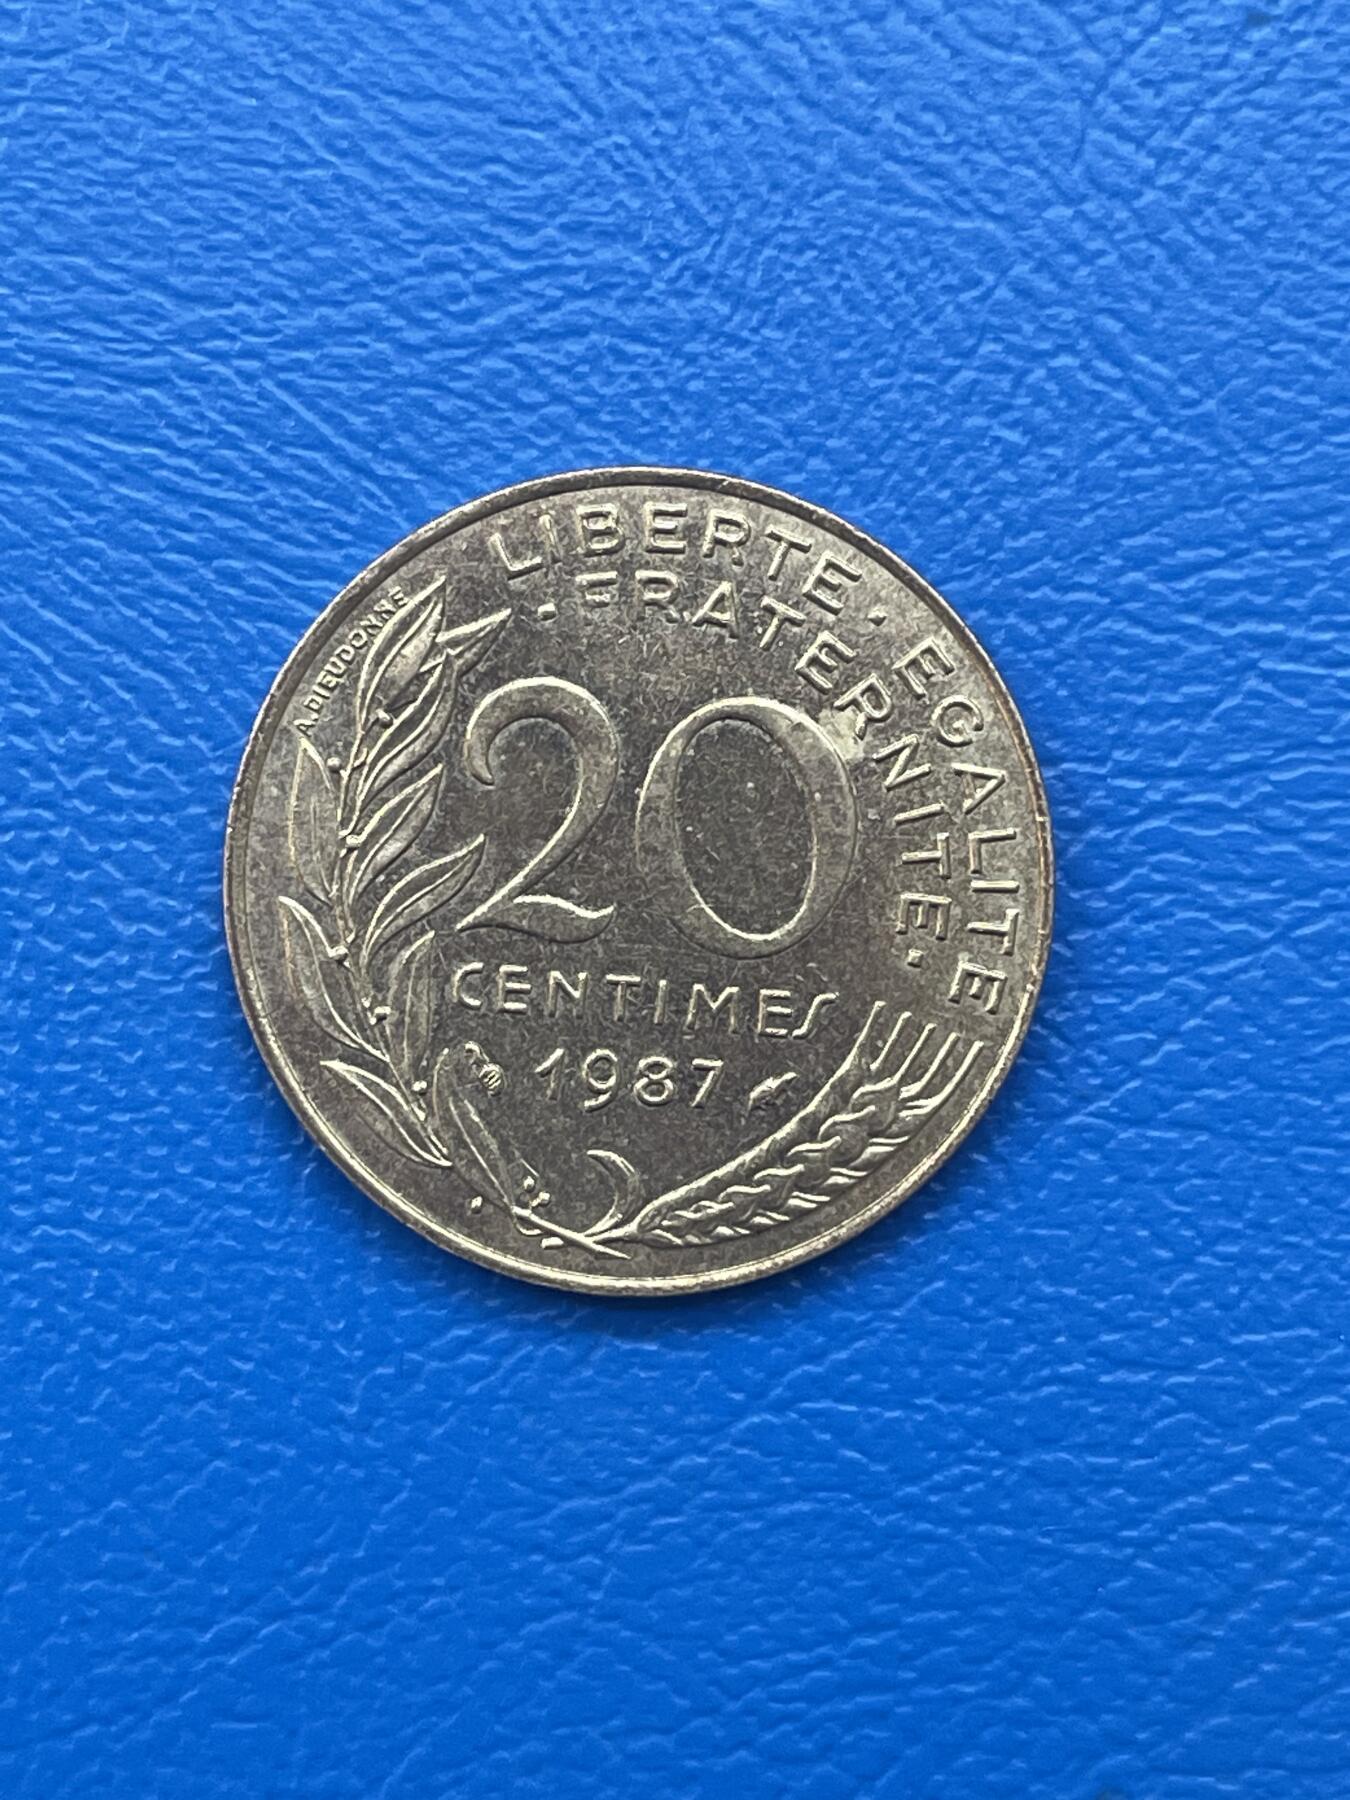 LIBERTE · EGALITE
· FRATERNITE ·
A.DIEUDONNE
20
CENTIMES
1987